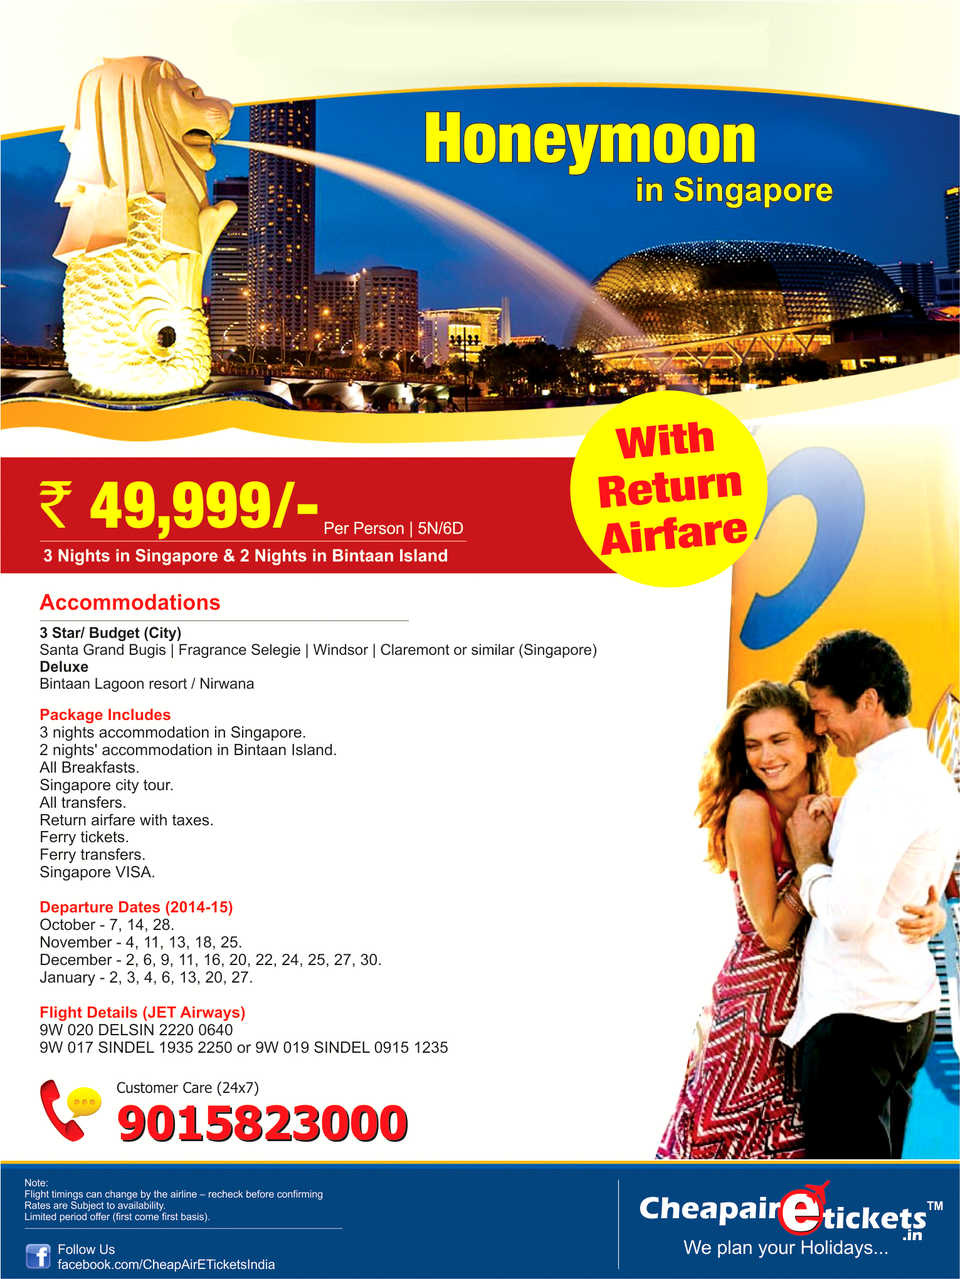 Honeymoon
in Singapore
With
Return
Airfare
₹ 49,999/- Per Person | 5N/6D
3 Nights in Singapore & 2 Nights in Bintaan Island
Accommodations
3 Star/ Budget (City)
Santa Grand Bugis | Fragrance Selegie | Windsor | Claremont or similar (Singapore)
Deluxe
Bintaan Lagoon resort / Nirwana
Package Includes
3 nights accommodation in Singapore.
2 nights' accommodation in Bintaan Island.
All Breakfasts.
Singapore city tour.
All transfers.
Return airfare with taxes.
Ferry tickets.
Ferry transfers.
Singapore VISA.
Departure Dates (2014-15)
October - 7, 14, 28.
November - 4, 11, 13, 18, 25.
December - 2, 6, 9, 11, 16, 20, 22, 24, 25, 27, 30.
January - 2, 3, 4, 6, 13, 20, 27.
Flight Details (JET Airways)
9W 020 DELSIN 2220 0640
9W 017 SINDEL 1935 2250 or 9W 019 SINDEL 0915 1235
Customer Care (24x7)
9015823000
Note:
Flight timings can change by the airline – recheck before confirming
Rates are Subject to availability.
Limited period offer (first come first basis).
f Follow Us
facebook.com/CheapAirETicketsIndia
Cheapair etickets.in™
We plan your Holidays...